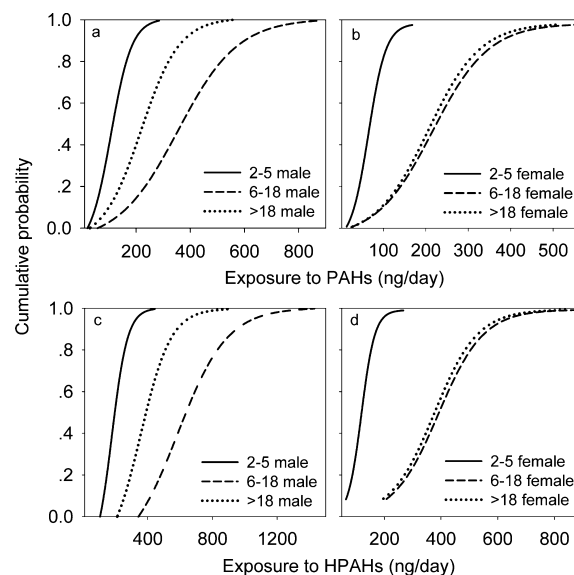 Cumulative probability
a
1.0
.8
.6
.4
.2
0.0
2-5 male
6-18 male
>18 male
200 400 600 800
b
2-5 female
6-18 female
>18 female
100 200 300 400 500
Exposure to PAHs (ng/day)
c
1.0
.8
.6
.4
.2
0.0
2-5 male
6-18 male
>18 male
400 800 1200
d
2-5 female
6-18 female
>18 female
200 400 600 800
Exposure to HPAHs (ng/day)